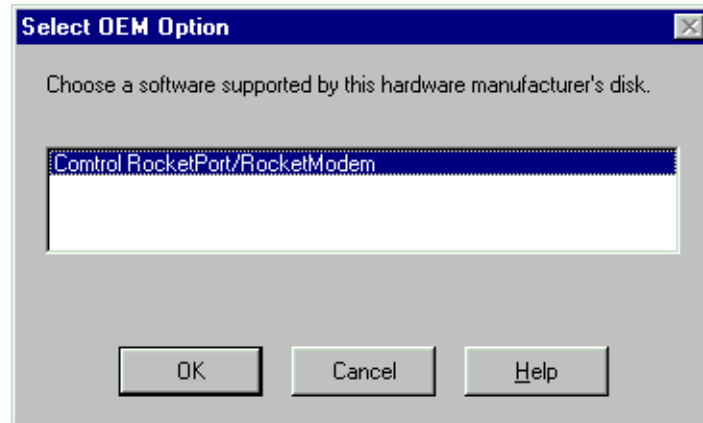 Select OEM Option
Choose a software supported by this hardware manufacturer's disk.
Comtrol RocketPort/RocketModem
OK
Cancel
Help